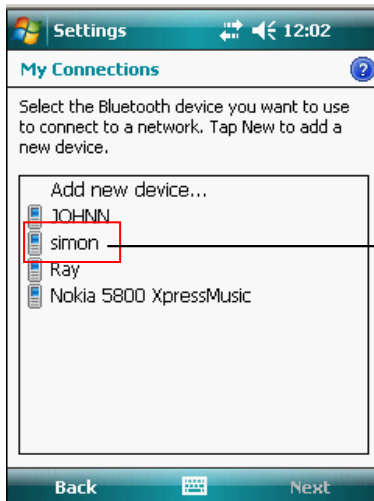 Settings 12:02
My Connections ?
Select the Bluetooth device you want to use
to connect to a network. Tap New to add a
new device.
Add new device...
JOHNN
simon
Ray
Nokia 5800 XpressMusic
Back Next